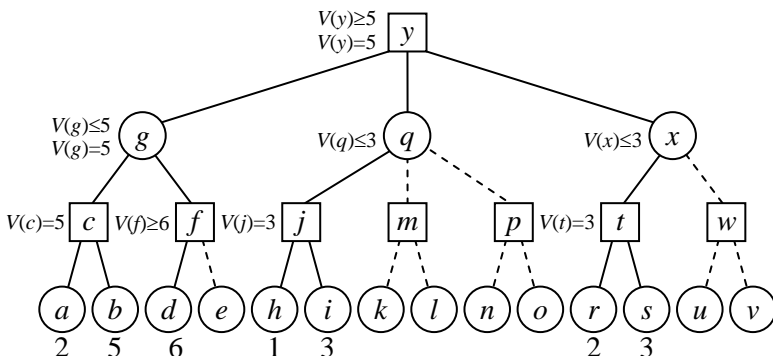 V(y)≥5
V(y)=5
y
V(g)≤5
V(g)=5
g
V(q)≤3
q
V(x)≤3
x
V(c)=5
c
V(f)≥6
f
V(j)=3
j
m
p
V(t)=3
t
w
a b d e h i k l n o r s u v
2 5 6 1 3 2 3